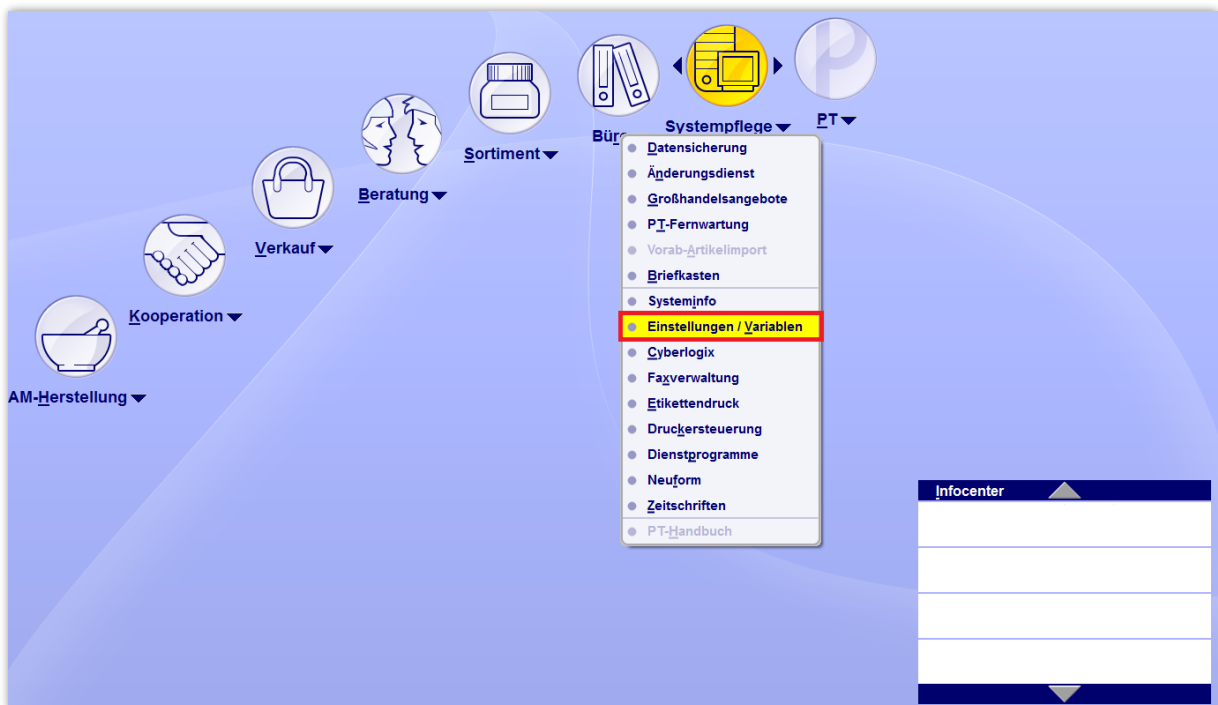 PT
Systempflege
Büro
Sortiment
Beratung
Verkauf
Kooperation
AM-Herstellung
Datensicherung
Änderungsdienst
Großhandelsangebote
PT-Fernwartung
Vorab-Artikelimport
Briefkasten
Systeminfo
Einstellungen / Variablen
Cyberlogix
Faxverwaltung
Etikettendruck
Druckersteuerung
Dienstprogramme
Neuform
Zeitschriften
PT-Handbuch
Infocenter